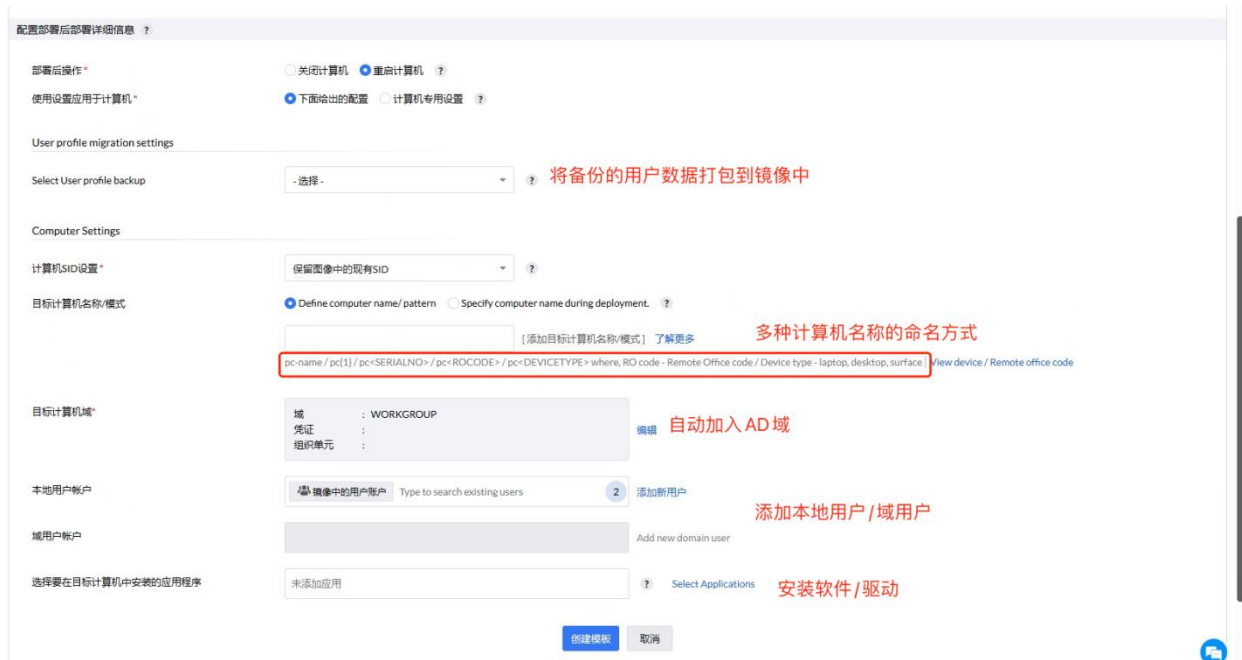 配置部署后部署详细信息 ?
部署后操作* 关闭计算机 重启计算机 ?
使用设置应用于计算机* 下面给出的配置 计算机专用设置 ?
User profile migration settings
Select User profile backup - 选择 - ? 将备份的用户数据打包到镜像中
Computer Settings
计算机SID设置* 保留图像中的现有SID ?
目标计算机名称/模式 Define computer name/ pattern Specify computer name during deployment. ?
[添加目标计算机名称/模式] 了解更多 多种计算机名称的命名方式
pc-name / pc{1} / pc<SERIALNO> / pc<ROCODE> / pc<DEVICETYPE> where, RO code - Remote Office code / Device type - laptop, desktop, surface | View device / Remote office code
目标计算机域* 域 : WORKGROUP
凭证 : 编辑 自动加入AD域
组织单元 :
本地用户帐户 镜像中的用户账户 Type to search existing users 2 添加新用户
添加本地用户/域用户
域用户帐户 Add new domain user
选择要在目标计算机中安装的应用程序 未添加应用 ? Select Applications 安装软件/驱动
创建模板 取消